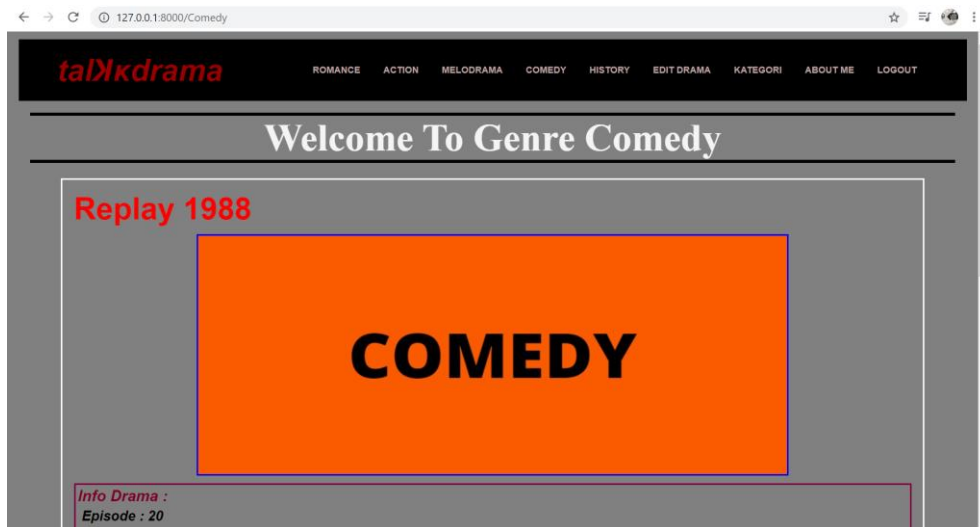 127.0.0.1:8000/Comedy
talKkdrama ROMANCE ACTION MELODRAMA COMEDY HISTORY EDIT DRAMA KATEGORI ABOUT ME LOGOUT
Welcome To Genre Comedy
Replay 1988
COMEDY
Info Drama :
Episode : 20